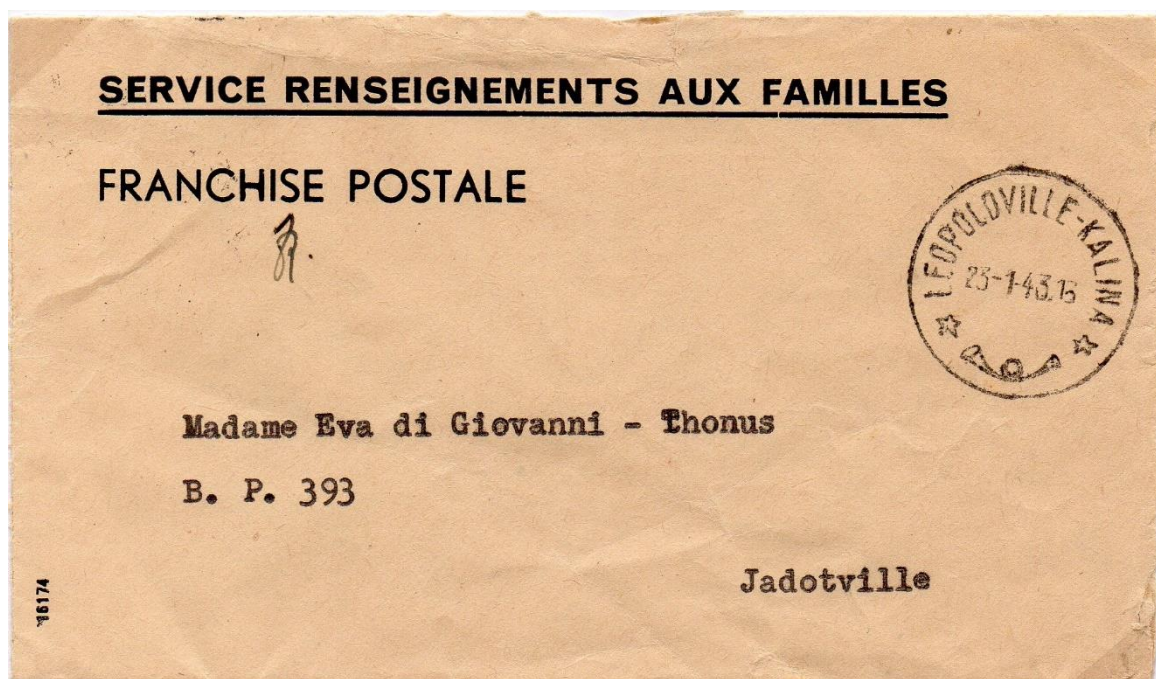 SERVICE RENSEIGNEMENTS AUX FAMILLES
FRANCHISE POSTALE
LEOPOLDVILLE-KALINA
23-1-43.
Madame Eva di Giovanni - Thonus
B. P. 393
Jadotville
16174